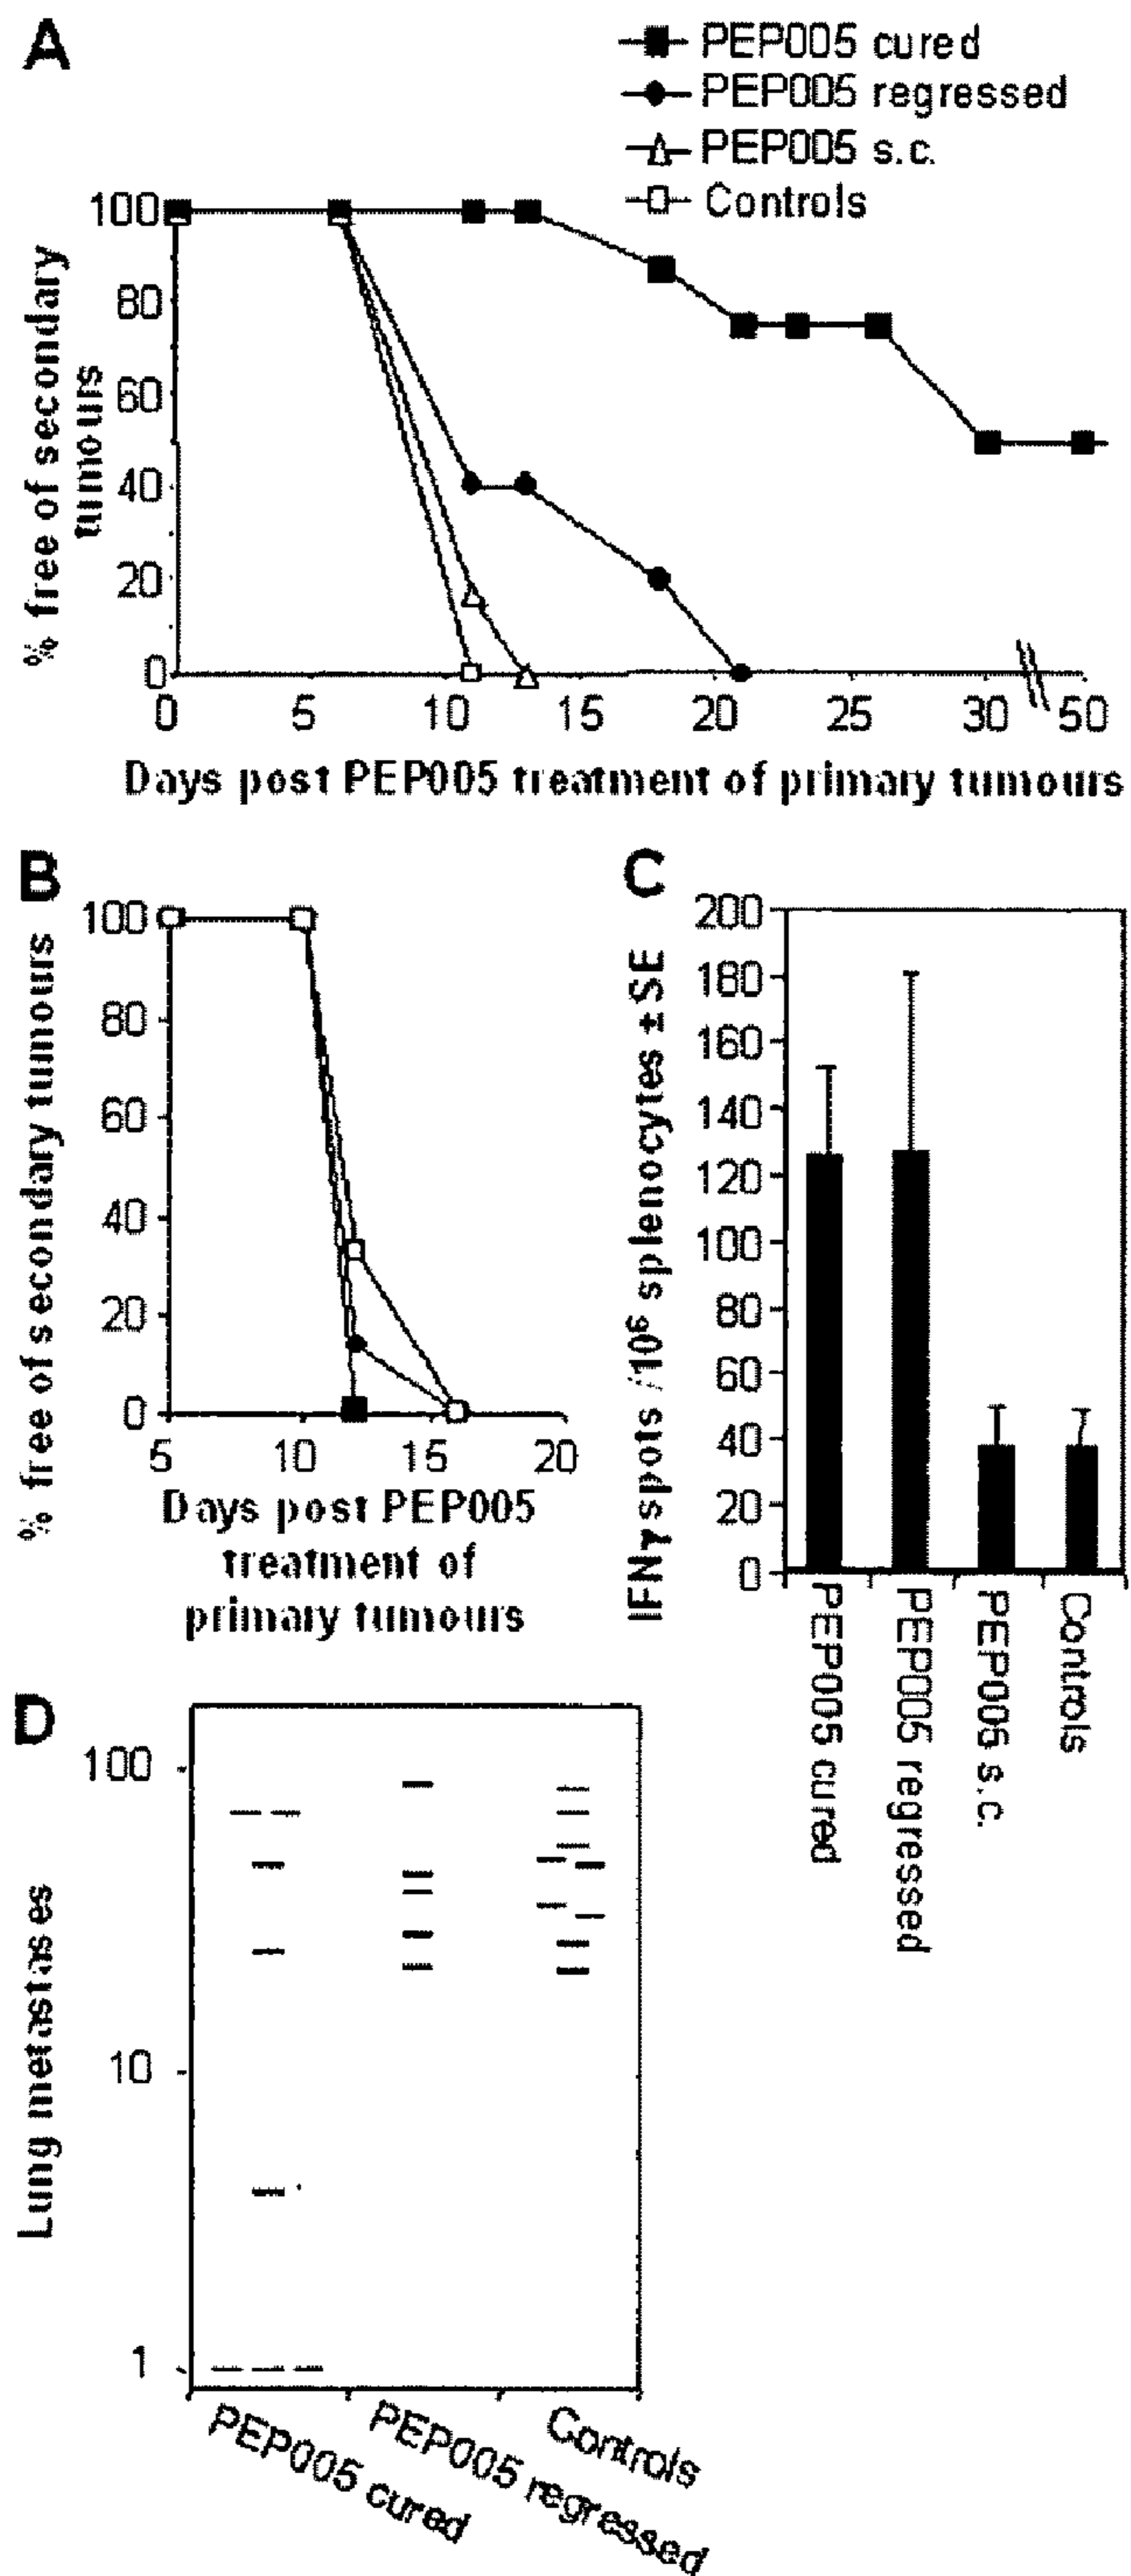 A
PEP005 cured
PEP005 regressed
PEP005 s.c.
Controls
100
80
60
40
20
0
% free of secondary
tumours
0 5 10 15 20 25 30 50
Days post PEP005 treatment of primary tumours
B
100
80
60
40
20
0
% free of secondary tumours
5 10 15 20
Days post PEP005
treatment of
primary tumours
C
200
180
160
140
120
100
80
60
40
20
0
IFNγ spots /10⁶ splenocytes ± SE
PEP005 cured
PEP005 regressed
PEP005 s.c.
Controls
D
100
10
1
Lung metastases
PEP005 cured
PEP005 regressed
Controls